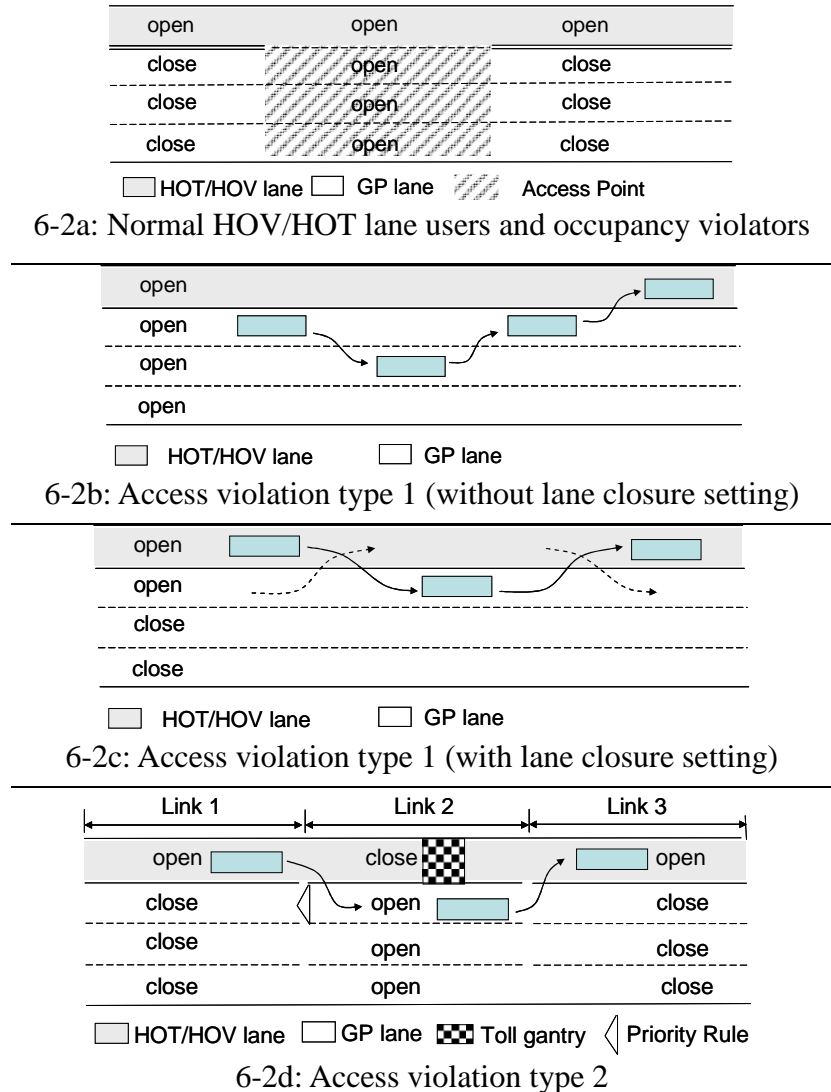 open open open
close open close
close open close
close open close
HOT/HOV lane GP lane Access Point
6-2a: Normal HOV/HOT lane users and occupancy violators
open
open
open
open
HOT/HOV lane GP lane
6-2b: Access violation type 1 (without lane closure setting)
open
open
close
close
HOT/HOV lane GP lane
6-2c: Access violation type 1 (with lane closure setting)
Link 1 Link 2 Link 3
open close open
close open close
close open close
close open close
HOT/HOV lane GP lane Toll gantry Priority Rule
6-2d: Access violation type 2